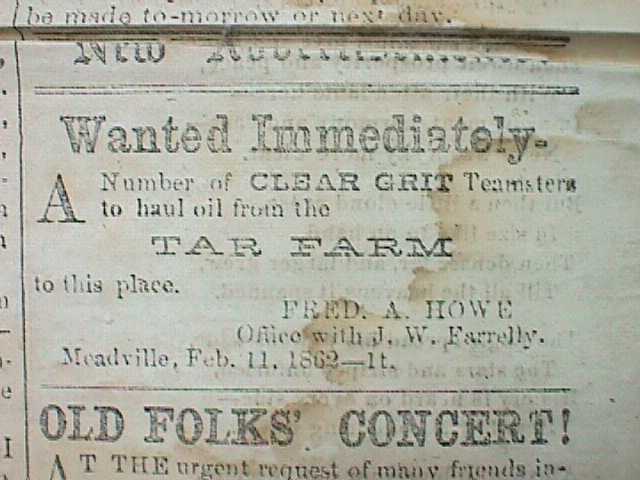 be made to-morrow or next day.
New
Wanted Immediately-
A Number of CLEAR GRIT Teamsters
to haul oil from the
TAR FARM
to this place.
FRED. A. HOWE
Office with J. W. Farrelly.
Meadville, Feb. 11, 1862—1t.
OLD FOLKS' CONCERT!
AT THE urgent request of many friends in-